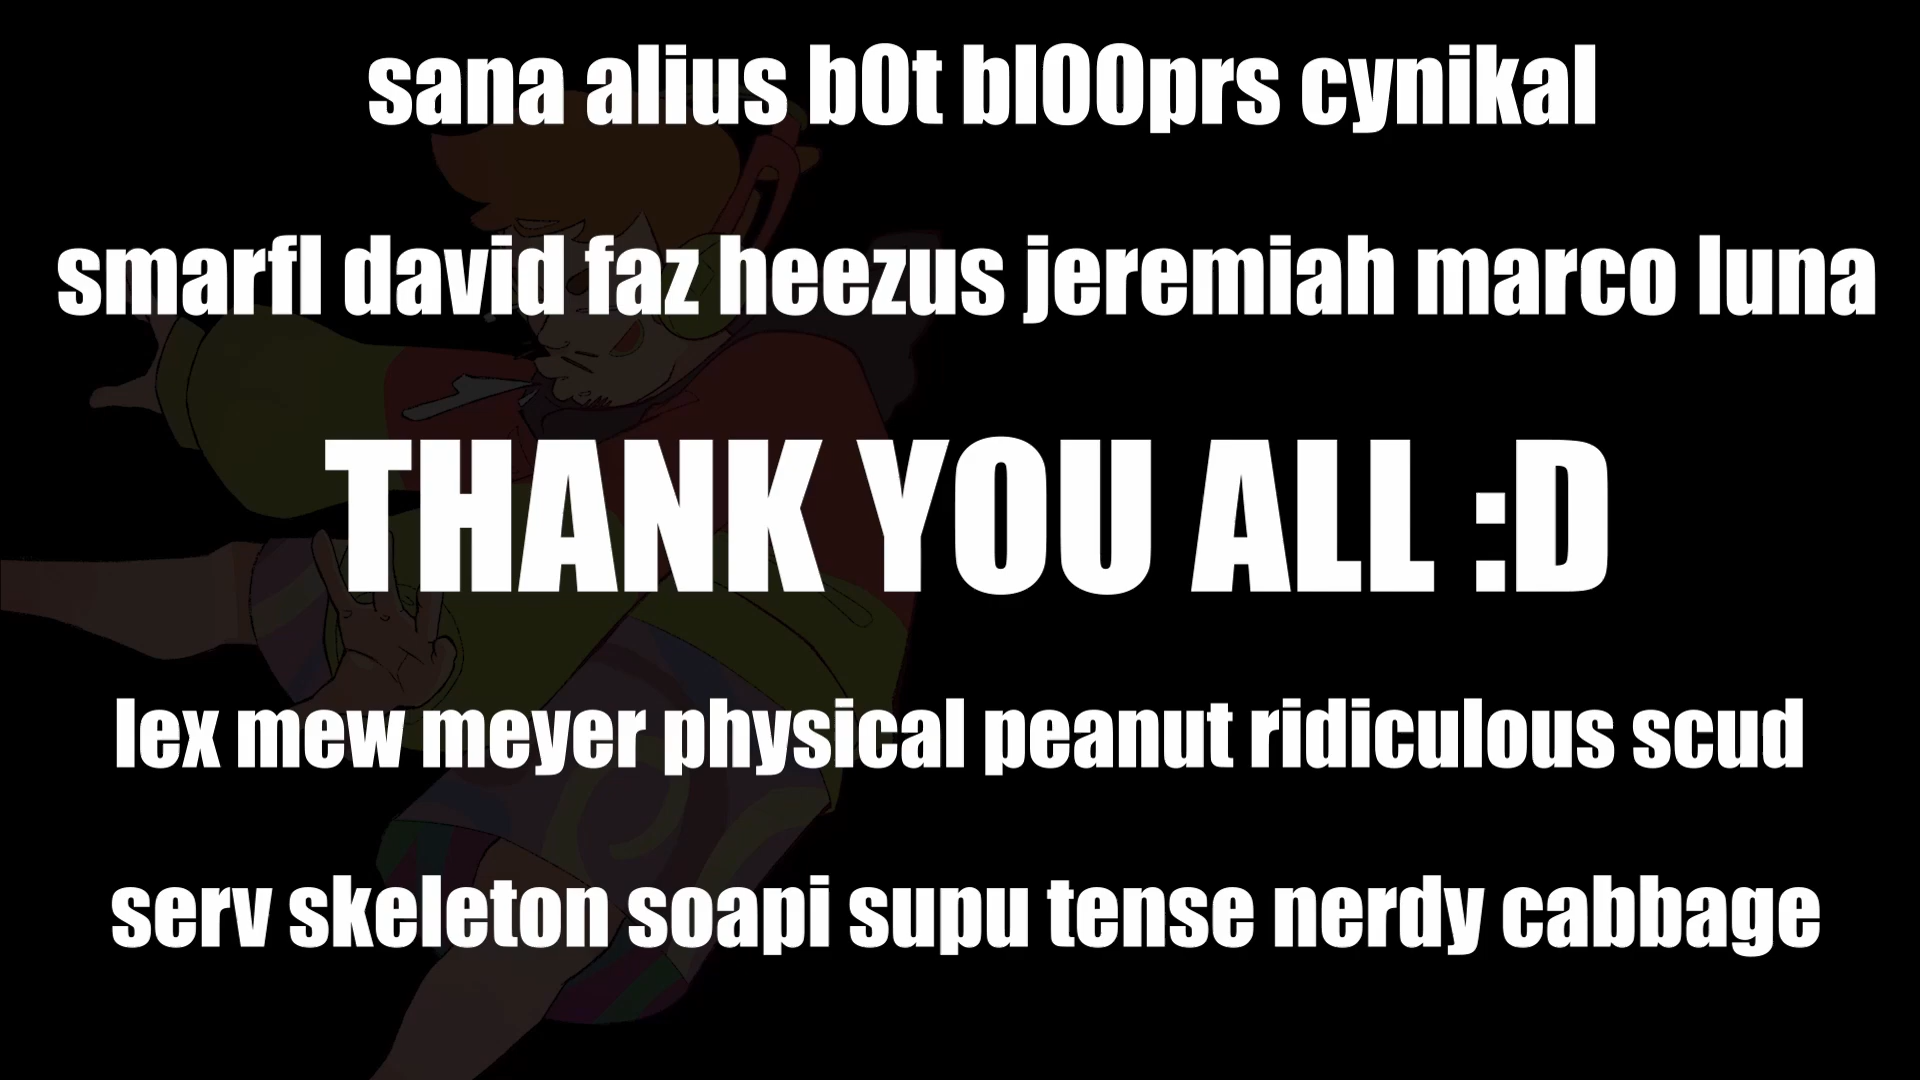 sana alius b0t bl00prs cynikal
smarfl david faz heezus jeremiah marco luna
THANK YOU ALL :D
lex mew meyer physical peanut ridiculous scud
serv skeleton soapi supu tense nerdy cabbage